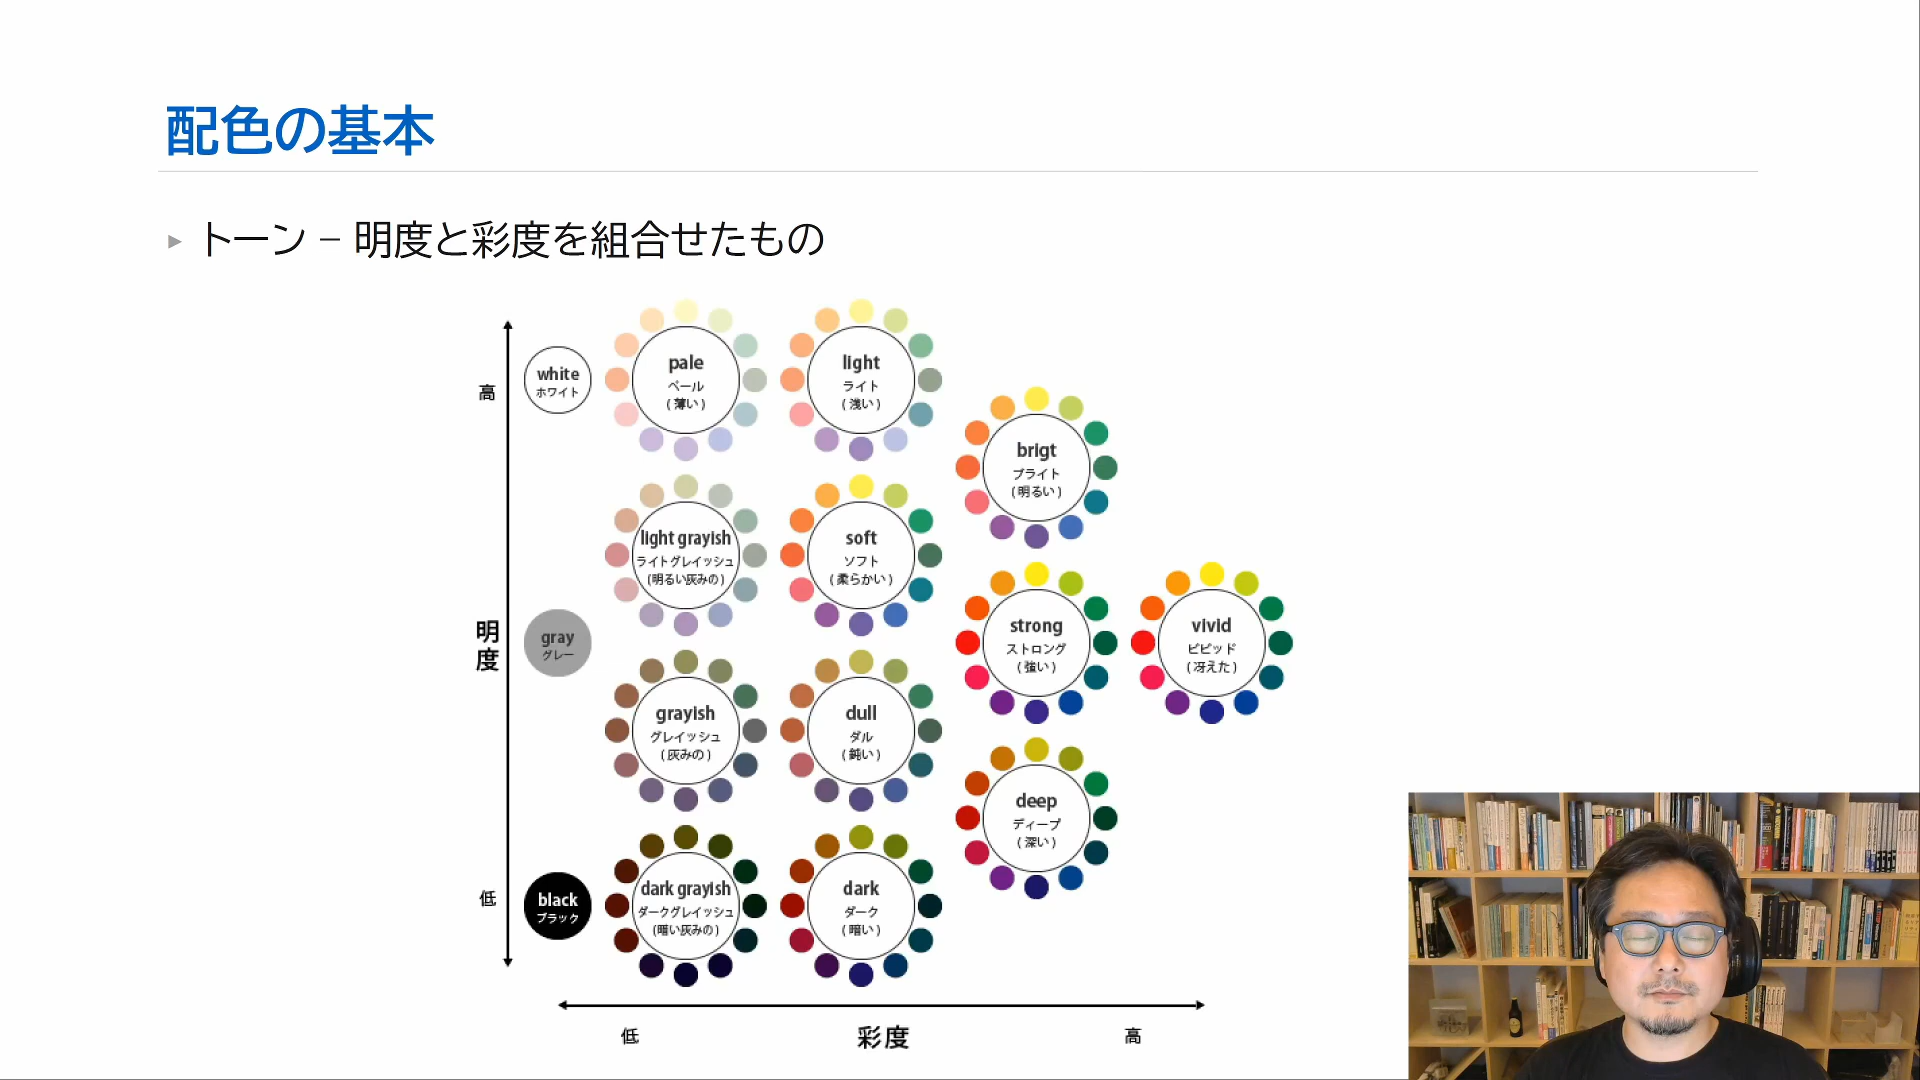 配色の基本
▸ トーン – 明度と彩度を組合せたもの
高
明度
低
white
ホワイト
gray
グレー
black
ブラック
pale
ペール
(薄い)
light
ライト
(浅い)
brigt
ブライト
(明るい)
light grayish
ライトグレイッシュ
(明るい灰みの)
soft
ソフト
(柔らかい)
strong
ストロング
(強い)
vivid
ビビッド
(冴えた)
grayish
グレイッシュ
(灰みの)
dull
ダル
(鈍い)
deep
ディープ
(深い)
dark grayish
ダークグレイッシュ
(暗い灰みの)
dark
ダーク
(暗い)
低
彩度
高